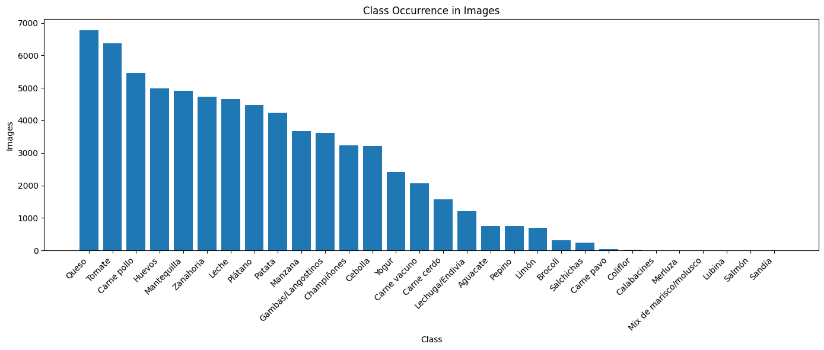 Class Occurrence in Images
7000
6000
5000
4000
3000
2000
1000
0
Images
Queso
Tomate
Carne pollo
Huevos
Mantequilla
Zanahoria
Leche
Plátano
Patata
Manzana
Gambas/Langostinos
Champiñones
Cebolla
Yogur
Carne vacuno
Carne cerdo
Lechuga/Endivia
Aguacate
Pepino
Limón
Brocoli
Salchichas
Carne pavo
Coliflor
Calabacines
Merluza
Mix de marisco/molusco
Lubina
Salmón
Sandía
Class